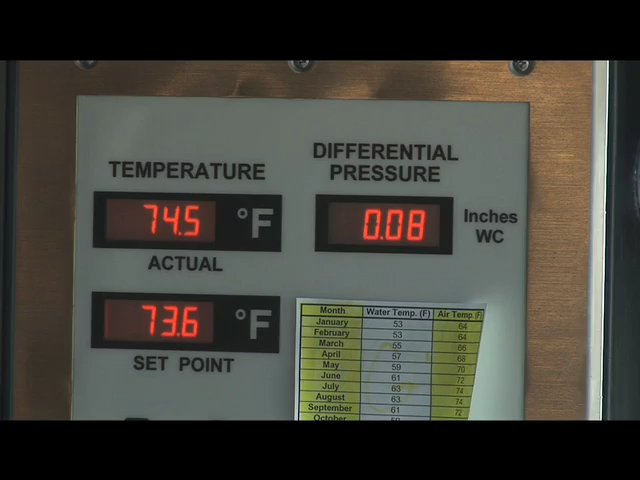 TEMPERATURE
74.5 °F
ACTUAL
73.6 °F
SET POINT
DIFFERENTIAL
PRESSURE
0.08 Inches
WC
Month Water Temp. (F) Air Temp. (F)
January 53 64
February 53 64
March 55 66
April 57 68
May 59 70
June 61 72
July 63 74
August 63 74
September 61 72
October